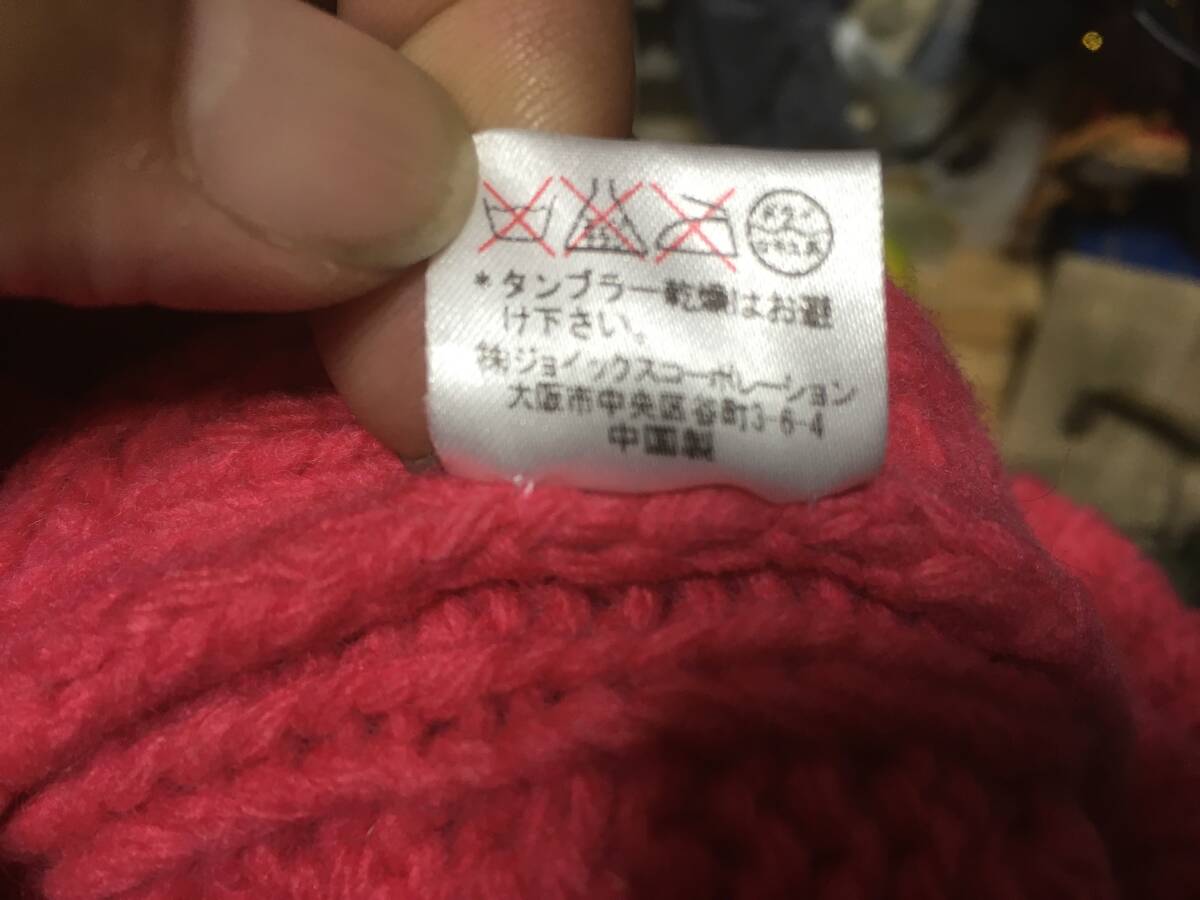 *タンブラー乾燥はお避
け下さい。
㈱ジョイックスコーポレーション
大阪市中央区谷町3-6-4
中国製